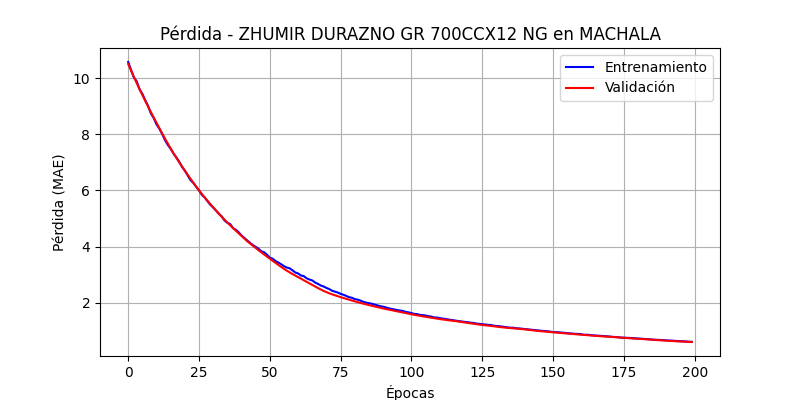 Pérdida - ZHUMIR DURAZNO GR 700CCX12 NG en MACHALA
Entrenamiento
Validación
Pérdida (MAE)
10
8
6
4
2
0 25 50 75 100 125 150 175 200
Épocas